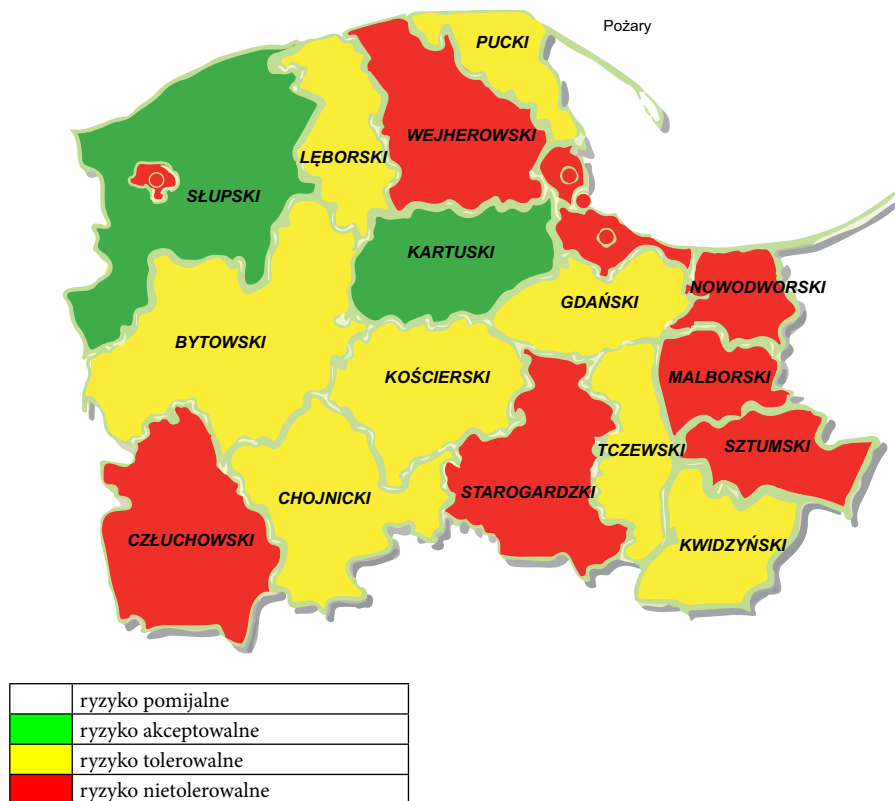 Pożary
PUCKI
WEJHEROWSKI
LĘBORSKI
SŁUPSKI
KARTUSKI
NOWODWORSKI
GDAŃSKI
BYTOWSKI
KOŚCIERSKI
MALBORSKI
SZTUMSKI
TCZEWSKI
CHOJNICKI
STAROGARDZKI
CZŁUCHOWSKI
KWIDZYŃSKI
ryzyko pomijalne
ryzyko akceptowalne
ryzyko tolerowalne
ryzyko nietolerowalne